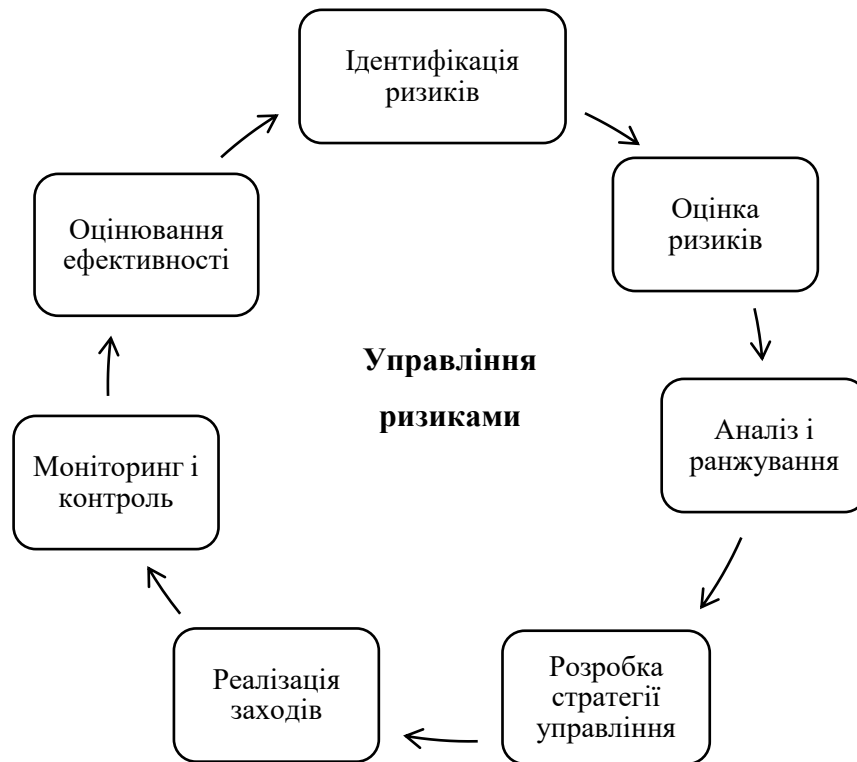 Ідентифікація
ризиків
Оцінка
ризиків
Аналіз і
ранжування
Розробка
стратегії
управління
Реалізація
заходів
Моніторинг і
контроль
Оцінювання
ефективності
Управління
ризиками